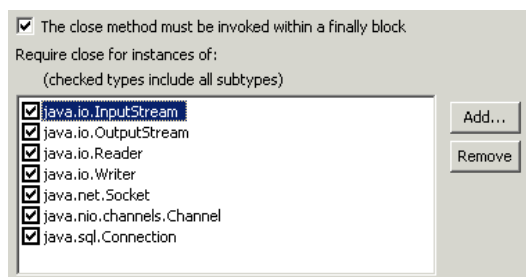 The close method must be invoked within a finally block
Require close for instances of:
(checked types include all subtypes)
java.io.InputStream
java.io.OutputStream
java.io.Reader
java.io.Writer
java.net.Socket
java.nio.channels.Channel
java.sql.Connection
Add...
Remove